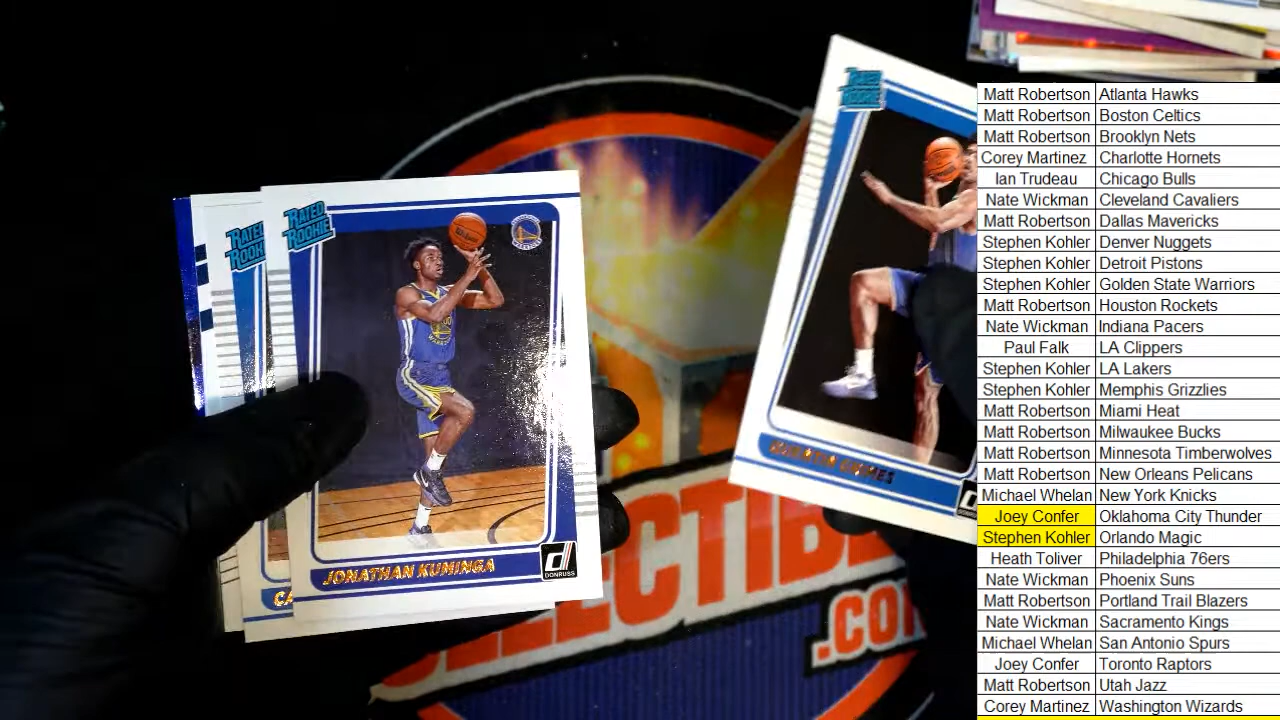 RATED
ROOKIE
RATED
ROOKIE
JONATHAN KUMINGA
DONRUSS
CA
RATED
ROOKIE
QUENTIN GRIMES
DONRUSS
LECTIBLE
.CO
Matt Robertson Atlanta Hawks
Matt Robertson Boston Celtics
Matt Robertson Brooklyn Nets
Corey Martinez Charlotte Hornets
Ian Trudeau Chicago Bulls
Nate Wickman Cleveland Cavaliers
Matt Robertson Dallas Mavericks
Stephen Kohler Denver Nuggets
Stephen Kohler Detroit Pistons
Stephen Kohler Golden State Warriors
Matt Robertson Houston Rockets
Nate Wickman Indiana Pacers
Paul Falk LA Clippers
Stephen Kohler LA Lakers
Stephen Kohler Memphis Grizzlies
Matt Robertson Miami Heat
Matt Robertson Milwaukee Bucks
Matt Robertson Minnesota Timberwolves
Matt Robertson New Orleans Pelicans
Michael Whelan New York Knicks
Joey Confer Oklahoma City Thunder
Stephen Kohler Orlando Magic
Heath Toliver Philadelphia 76ers
Nate Wickman Phoenix Suns
Matt Robertson Portland Trail Blazers
Nate Wickman Sacramento Kings
Michael Whelan San Antonio Spurs
Joey Confer Toronto Raptors
Matt Robertson Utah Jazz
Corey Martinez Washington Wizards